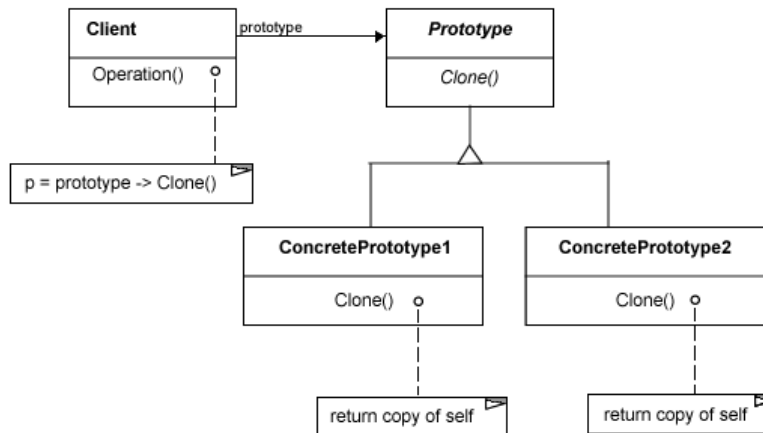 Client
prototype
Prototype
Operation()
Clone()
p = prototype -> Clone()
ConcretePrototype1
ConcretePrototype2
Clone()
Clone()
return copy of self
return copy of self